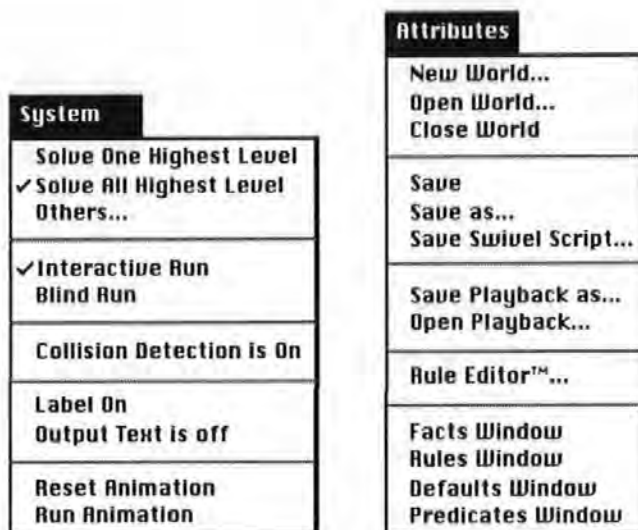 System
Solve One Highest Level
✓Solve All Highest Level
Others...
✓Interactive Run
Blind Run
Collision Detection is On
Label On
Output Text is off
Reset Animation
Run Animation
Attributes
New World...
Open World...
Close World
Save
Save as...
Save Swivel Script...
Save Playback as...
Open Playback...
Rule Editor™...
Facts Window
Rules Window
Defaults Window
Predicates Window